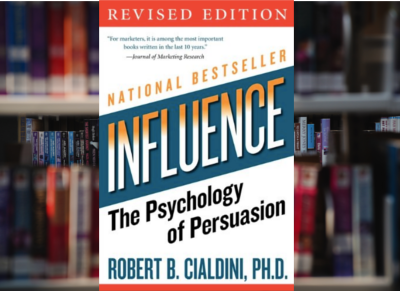 REVISED EDITION
"For marketers, it is among the most important
books written in the last 10 years."
—Journal of Marketing Research
NATIONAL BESTSELLER
INFLUENCE
The Psychology
of Persuasion
ROBERT B. CIALDINI, PH.D.